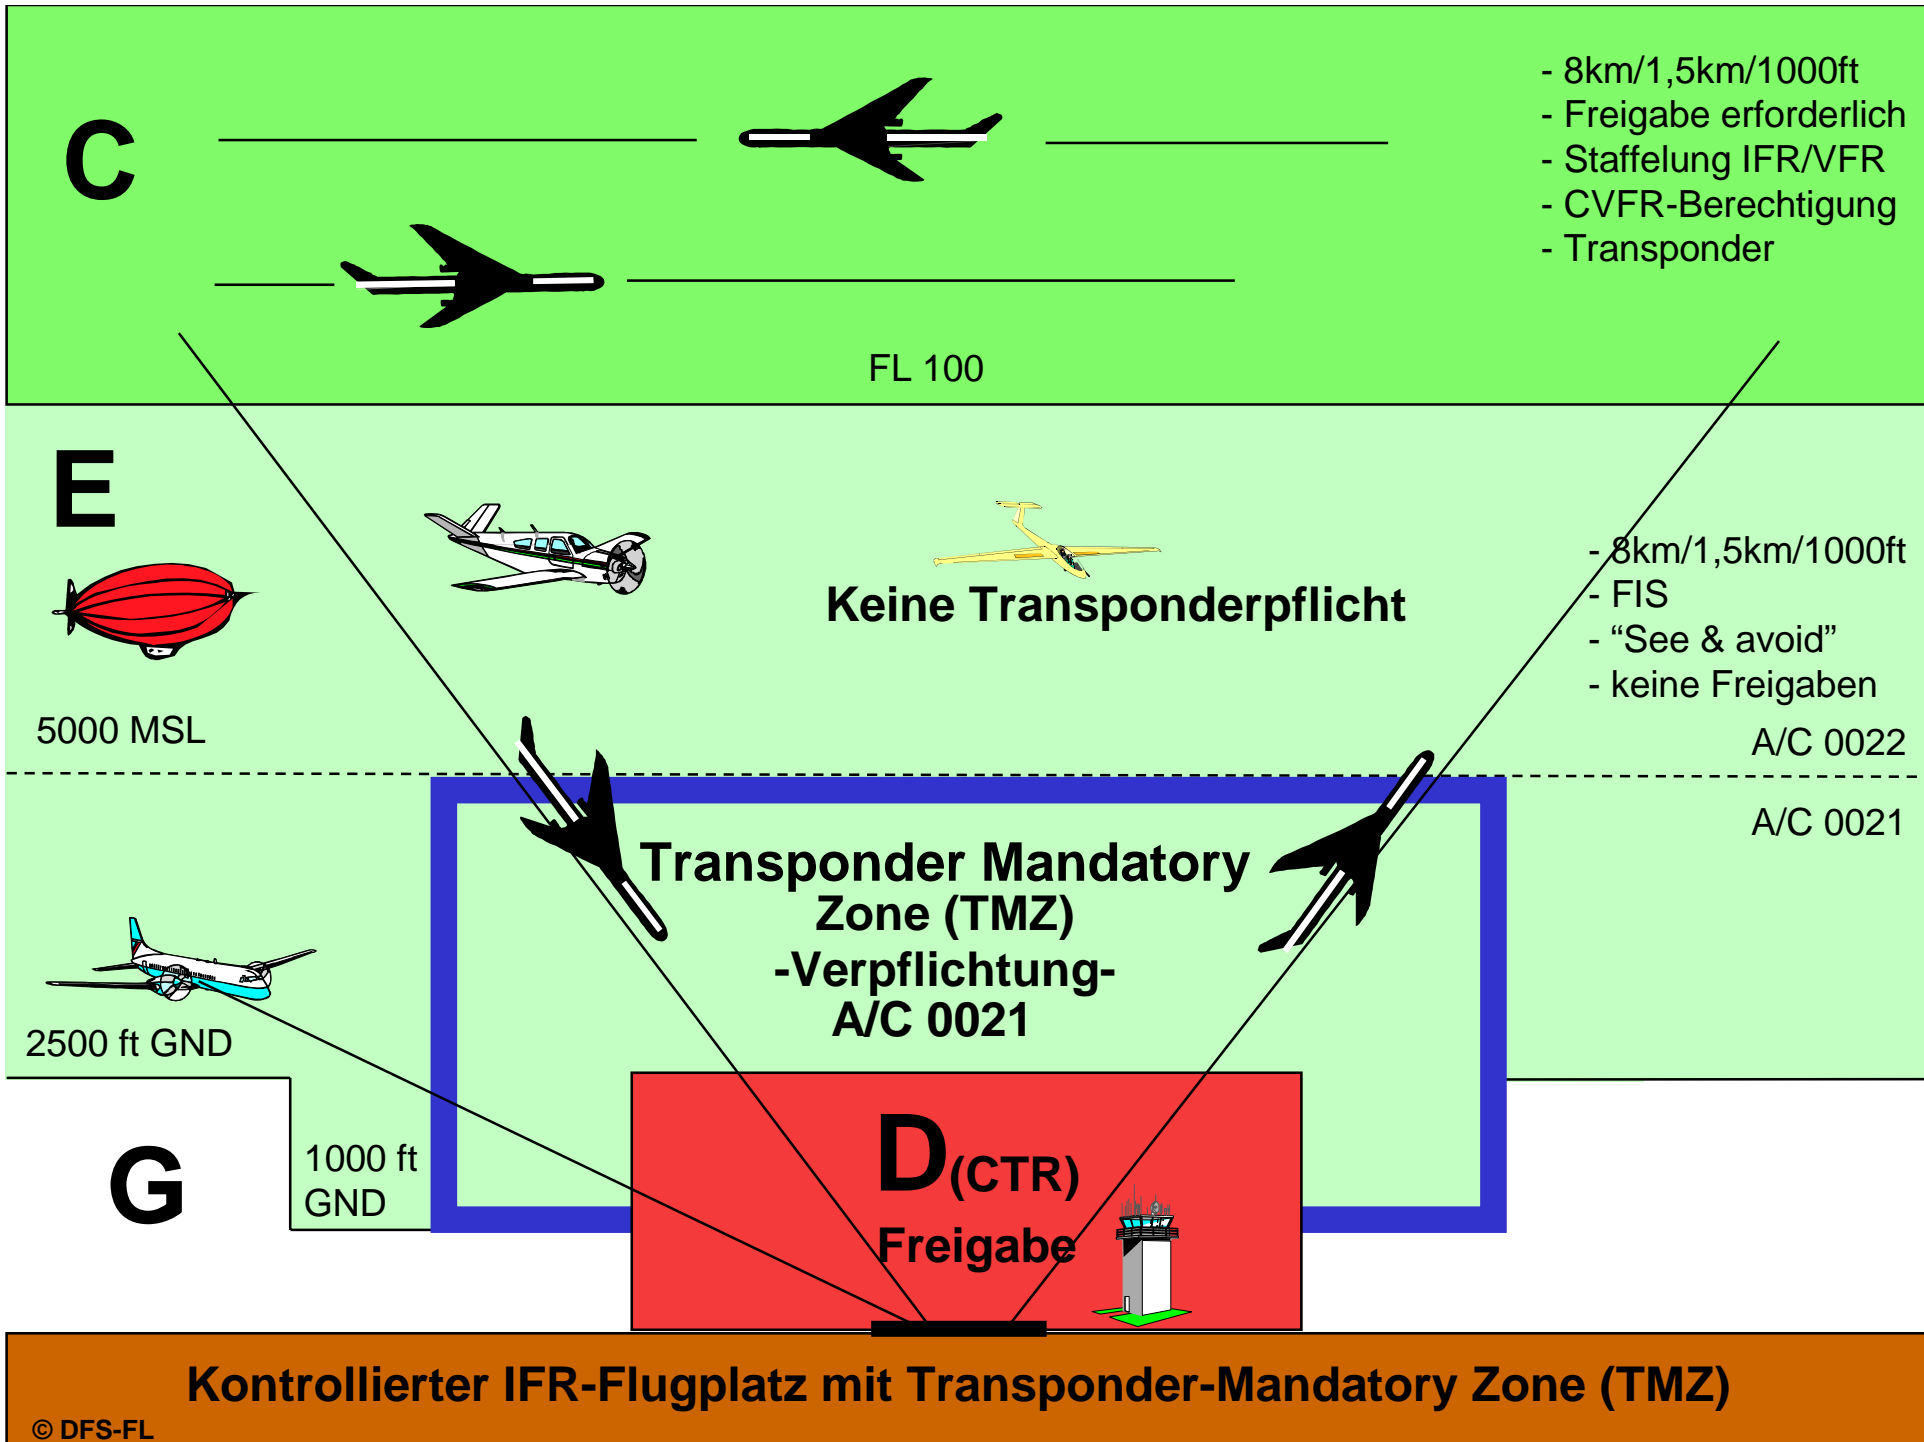 C
- 8km/1,5km/1000ft
- Freigabe erforderlich
- Staffelung IFR/VFR
- CVFR-Berechtigung
- Transponder
FL 100
E
Keine Transponderpflicht
- 8km/1,5km/1000ft
- FIS
- “See & avoid”
- keine Freigaben
5000 MSL
A/C 0022
A/C 0021
Transponder Mandatory
Zone (TMZ)
-Verpflichtung-
A/C 0021
2500 ft GND
G
1000 ft
GND
D(CTR)
Freigabe
Kontrollierter IFR-Flugplatz mit Transponder-Mandatory Zone (TMZ)
© DFS-FL